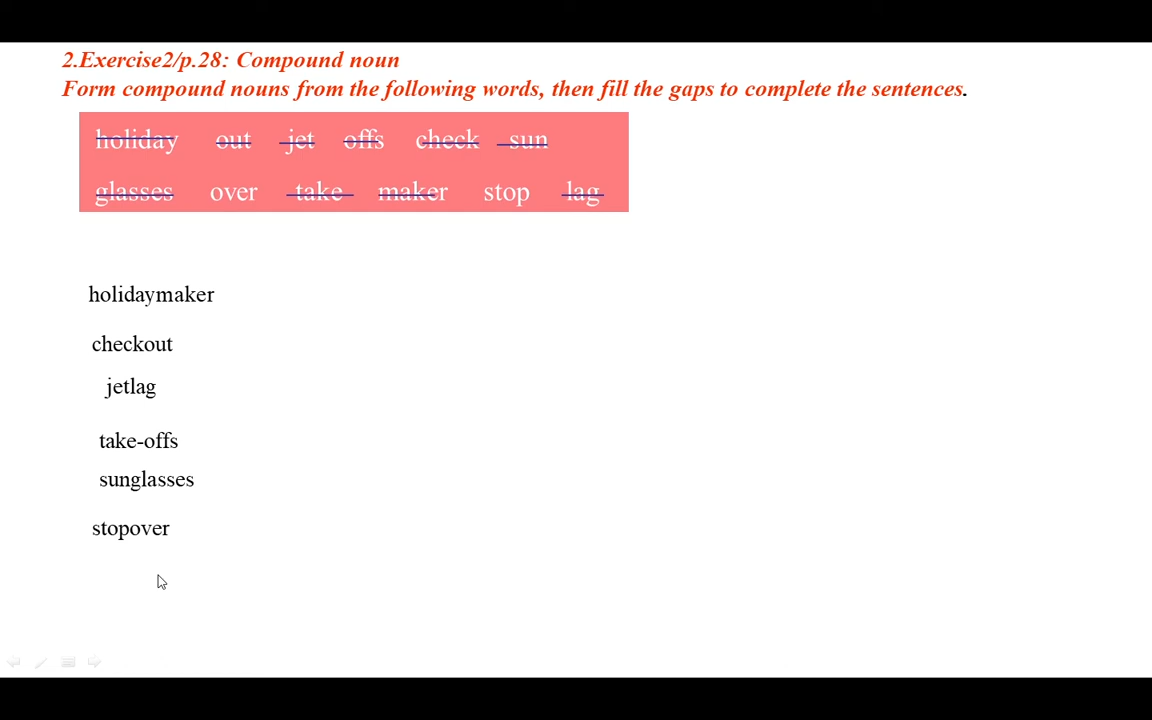 2.Exercise2/p.28: Compound noun
Form compound nouns from the following words, then fill the gaps to complete the sentences.
holiday out jet offs check sun
glasses over take maker stop lag
holidaymaker
checkout
jetlag
take-offs
sunglasses
stopover